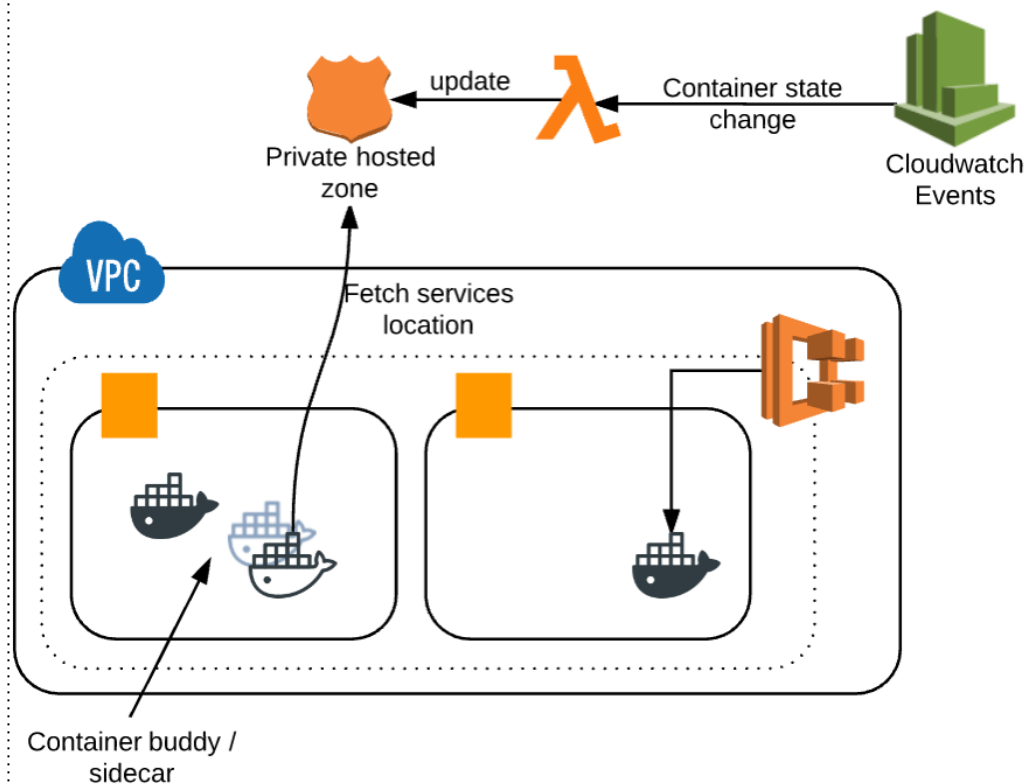 update
Container state
change
Private hosted
zone
Cloudwatch
Events
VPC
Fetch services
location
Container buddy /
sidecar